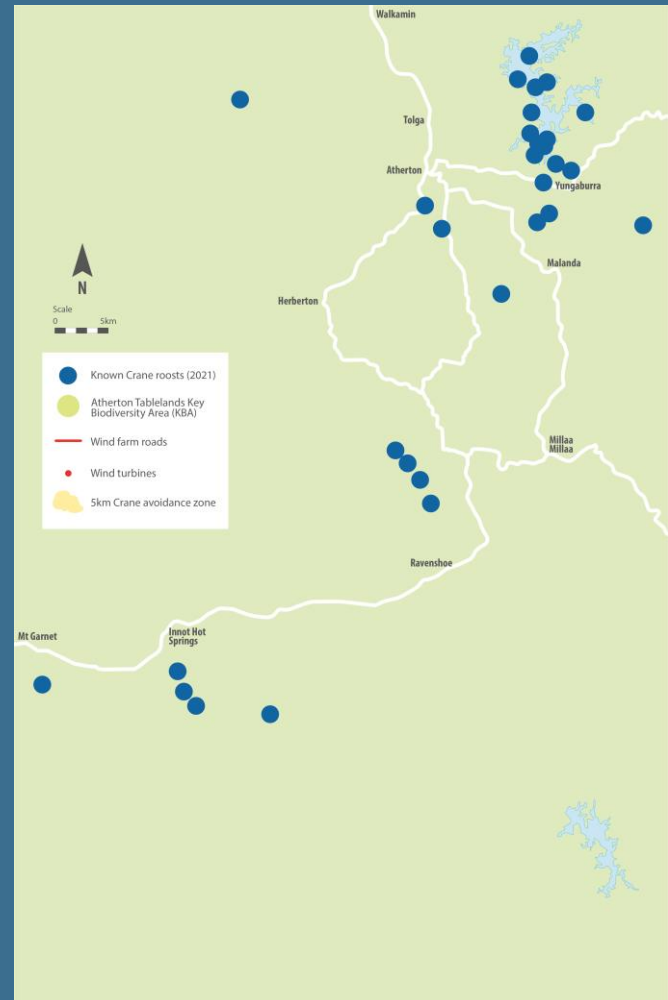 Walkamin
Tolga
Atherton
Yungaburra
Malanda
Herberton
N
Scale
0 5km
Known Crane roosts (2021)
Atherton Tablelands Key
Biodiversity Area (KBA)
Wind farm roads
Wind turbines
5km Crane avoidance zone
Millaa
Millaa
Ravenshoe
Mt Garnet
Innot Hot
Springs